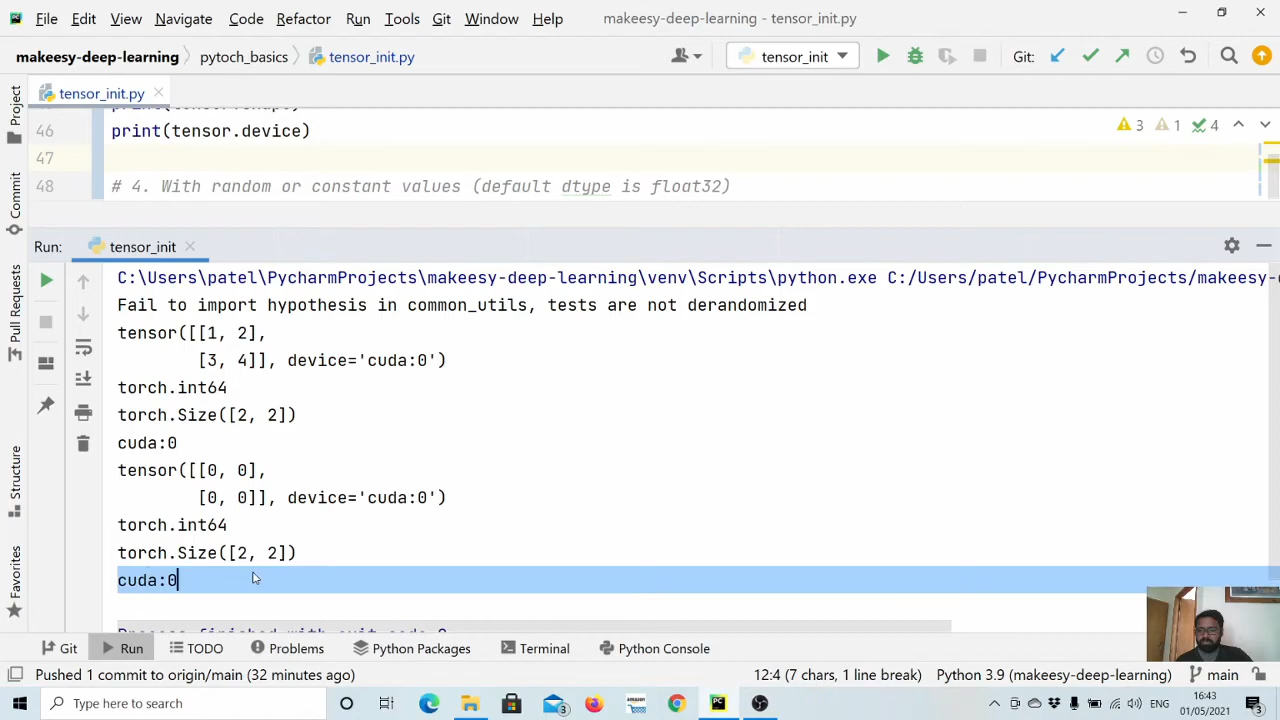 File Edit View Navigate Code Refactor Run Tools Git Window Help makeesy-deep-learning - tensor_init.py
makeesy-deep-learning pytoch_basics tensor_init.py tensor_init Git:
tensor_init.py
46 print(tensor.device)
3 1 4
47
48 # 4. With random or constant values (default dtype is float32)
Run: tensor_init
C:\Users\patel\PycharmProjects\makeesy-deep-learning\venv\Scripts\python.exe C:/Users/patel/PycharmProjects/makeesy-
Fail to import hypothesis in common_utils, tests are not derandomized
tensor([[1, 2],
[3, 4]], device='cuda:0')
torch.int64
torch.Size([2, 2])
cuda:0
tensor([[0, 0],
[0, 0]], device='cuda:0')
torch.int64
torch.Size([2, 2])
cuda:0
Project
Commit
Pull Requests
Structure
Favorites
Git Run TODO Problems Python Packages Terminal Python Console
Pushed 1 commit to origin/main (32 minutes ago) 12:4 (7 chars, 1 line break) Python 3.9 (makeesy-deep-learning) main
Type here to search
amazon
3
ENG
16:43
01/05/2021
3